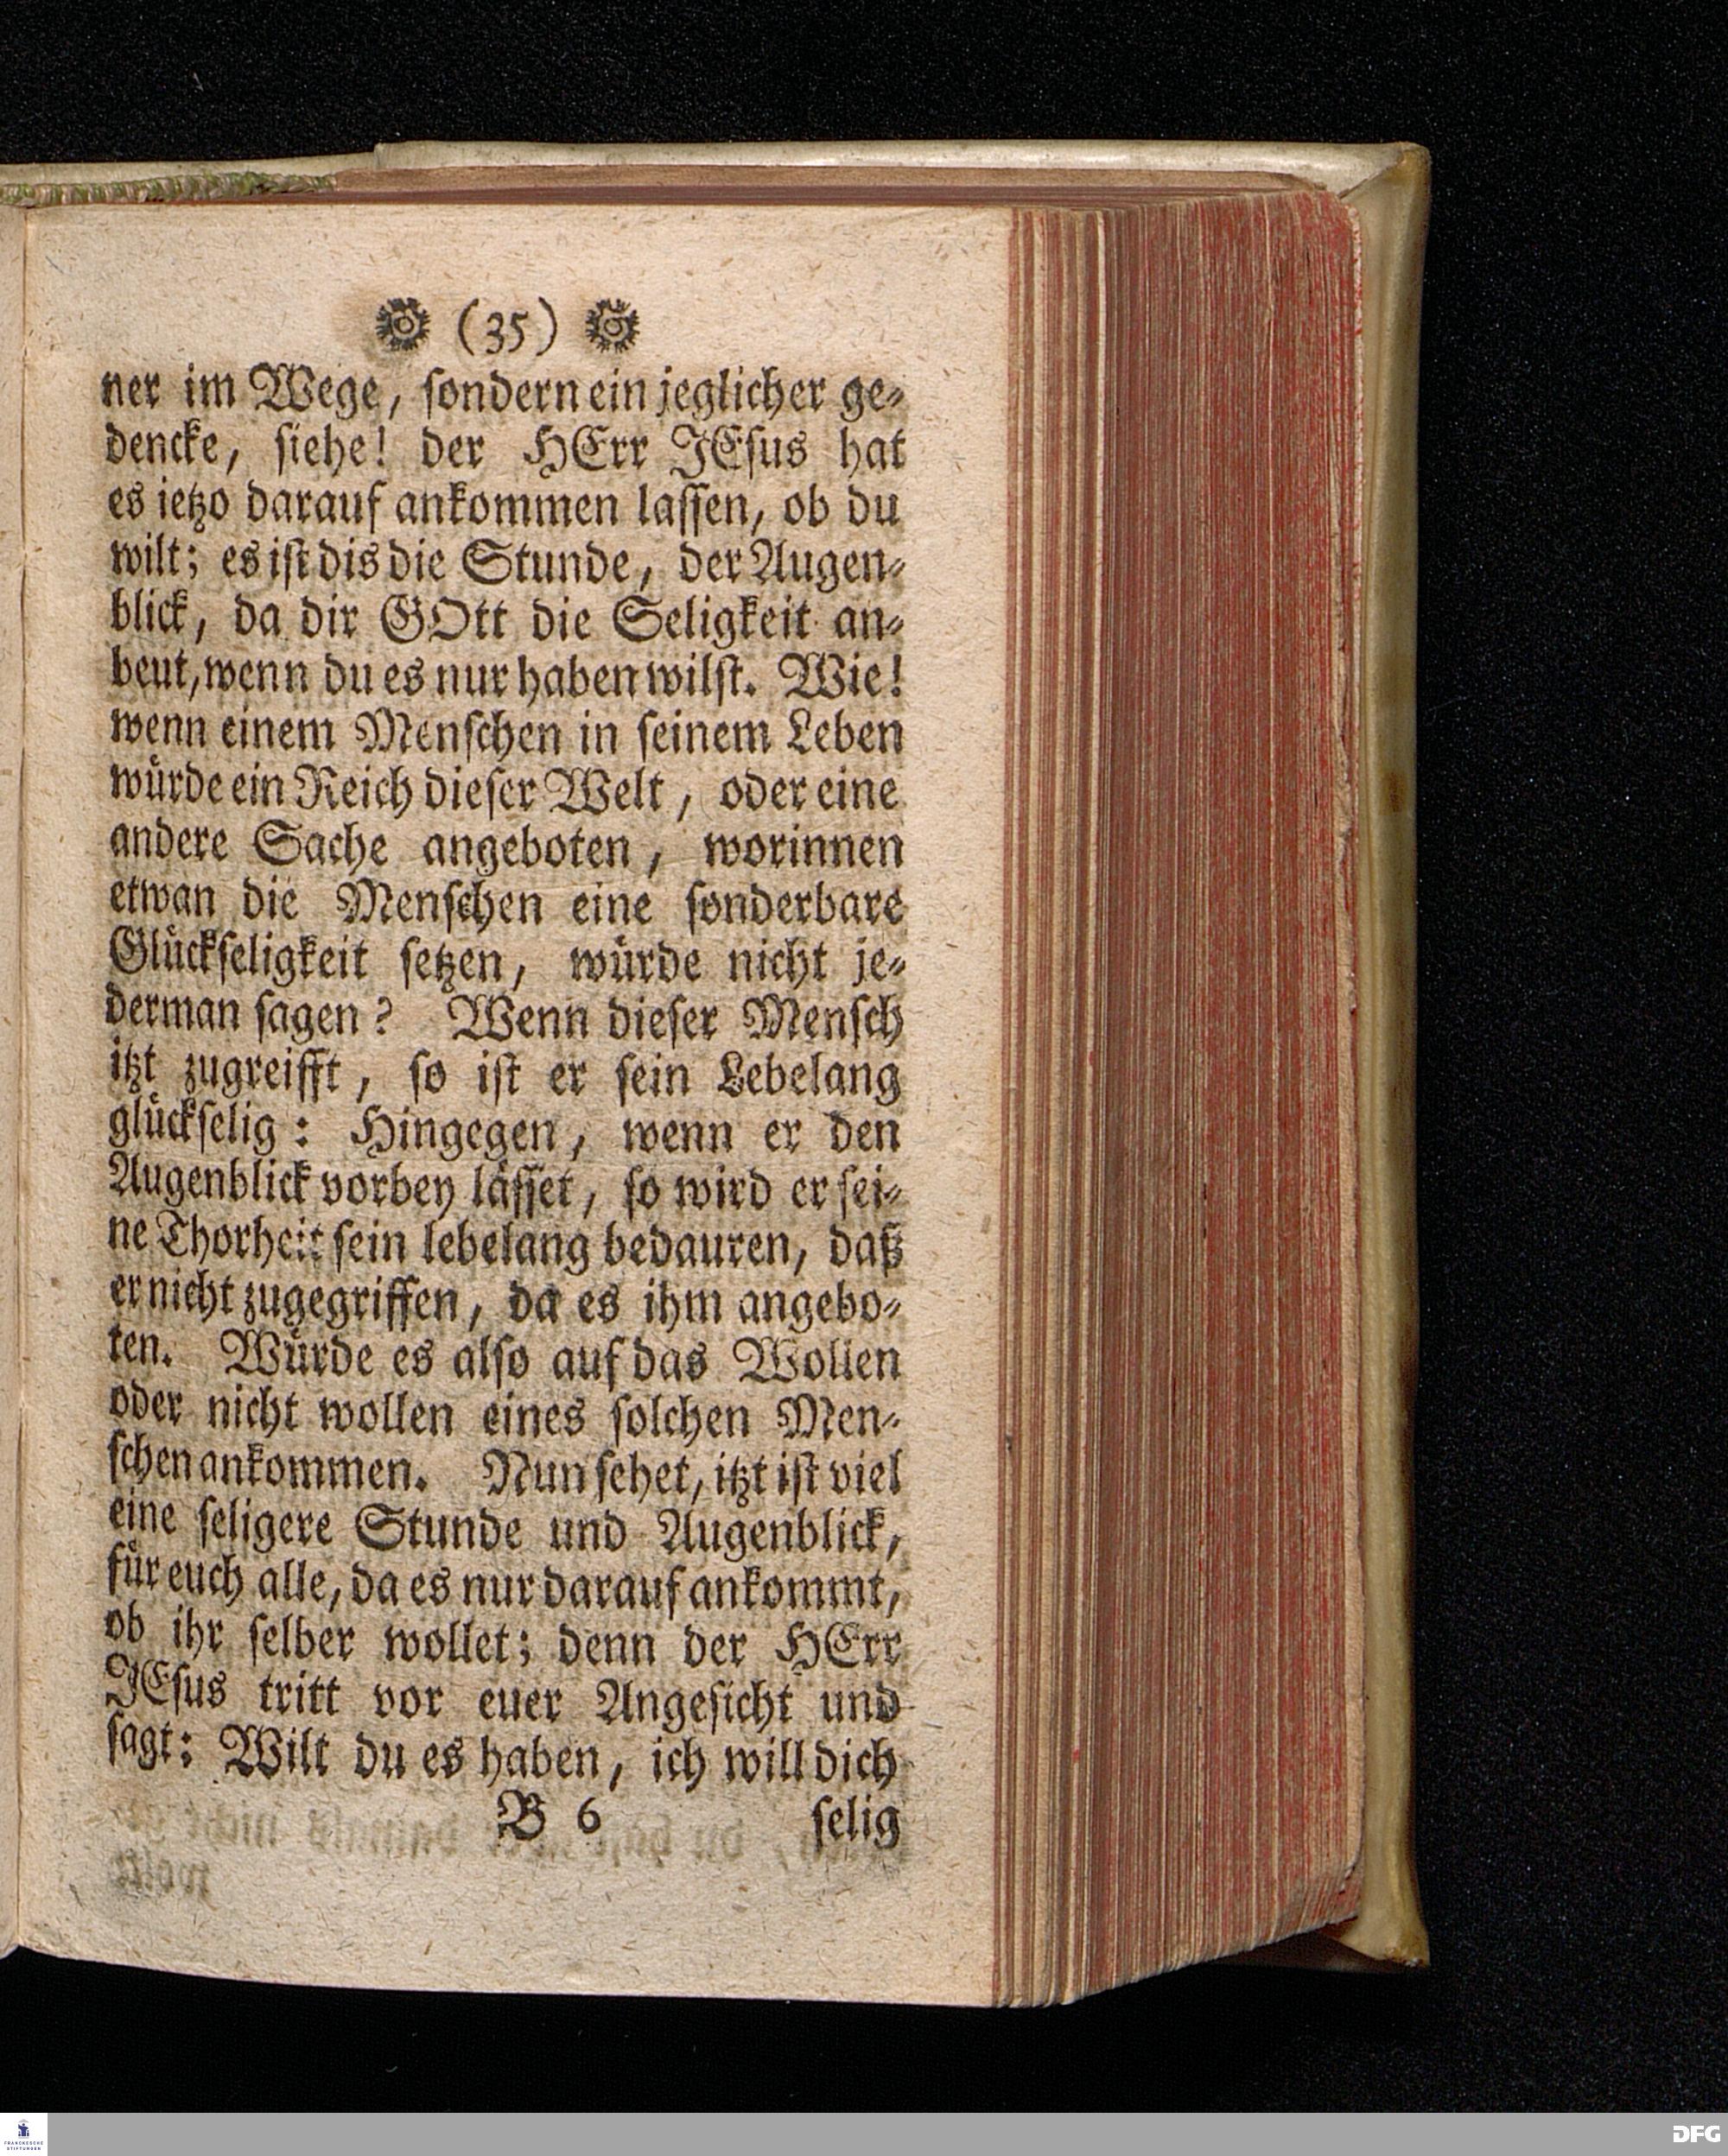 (35)
ner im Wege, ſondern ein jeglicher ge⸗
dencke, ſiehe! der HErr JEſus hat
es ietzo darauf ankommen laſſen, ob du
wilt; es iſt dis die Stunde, der Augen⸗
blick, da dir GOtt die Seligkeit an⸗
beut, wenn du es nur haben wilſt. Wie!
wenn einem Menſchen in ſeinem Leben
würde ein Reich dieſer Welt, oder eine
andere Sache angeboten, worinnen
etwan die Menſchen eine ſonderbare
Glückſeligkeit ſetzen, würde nicht je⸗
derman ſagen? Wenn dieſer Menſch
itzt zugreifft, ſo iſt er ſein Lebelang
glückſelig: Hingegen, wenn er den
Augenblick vorbey läſſet, ſo wird er ſei⸗
ne Thorheit ſein lebelang bedauren, daß
er nicht zugegriffen, da es ihm angebo⸗
ten. Würde es alſo auf das Wollen
oder nicht wollen eines ſolchen Men⸗
ſchen ankommen. Nun ſehet, itzt iſt viel
eine ſeligere Stunde und Augenblick,
für euch alle, da es nur darauf ankommt,
ob ihr ſelber wollet; denn der HErr
JEſus tritt vor euer Angeſicht und
ſagt: Wilt du es haben, ich will dich
B 6 ſelig
FRANCKESCHE
STIFTUNGEN
DFG